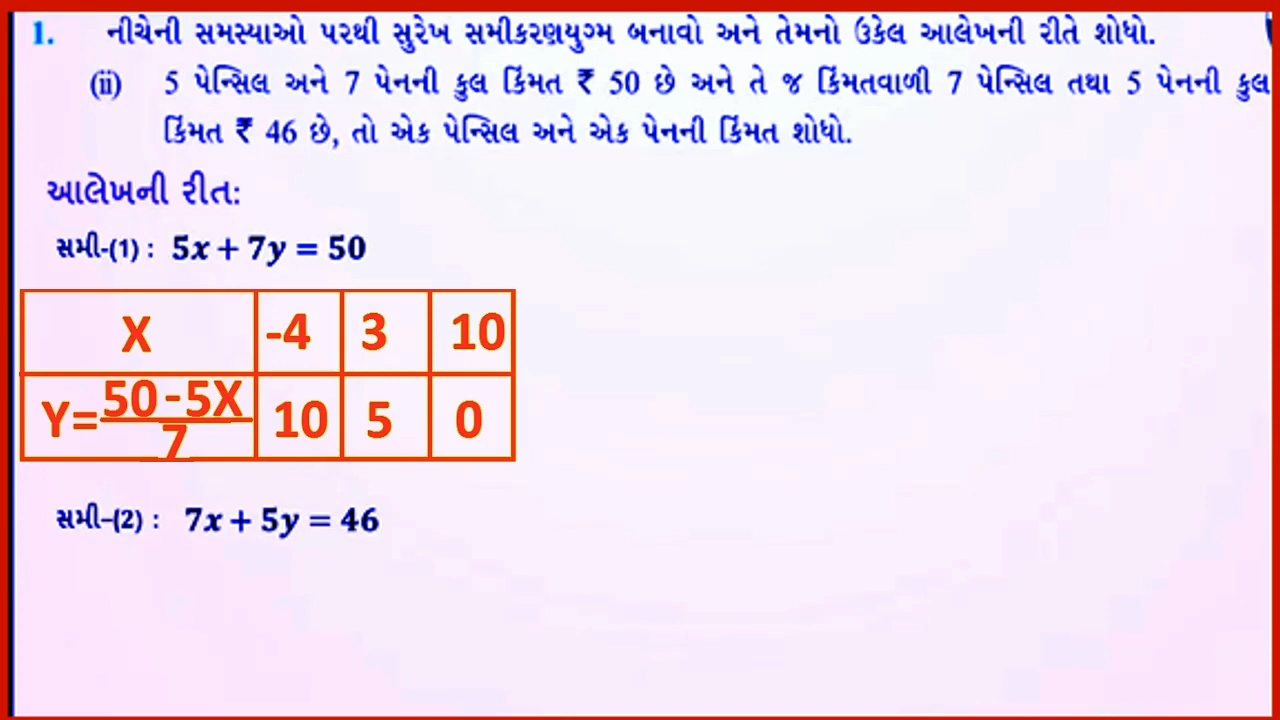 1. નીચેની સમસ્યાઓ પરથી સુરેખ સમીકરણયુગ્મ બનાવો અને તેમનો ઉકેલ આલેખની રીતે શોધો.
(ii) 5 પેન્સિલ અને 7 પેનની કુલ કિંમત ₹ 50 છે અને તે જ કિંમતવાળી 7 પેન્સિલ તથા 5 પેનની કુલ
કિંમત ₹ 46 છે, તો એક પેન્સિલ અને એક પેનની કિંમત શોધો.
આલેખની રીત:
સમી-(1) : 5x + 7y = 50
X -4 3 10
Y= 50-5X / 7 10 5 0
સમી-(2) : 7x + 5y = 46